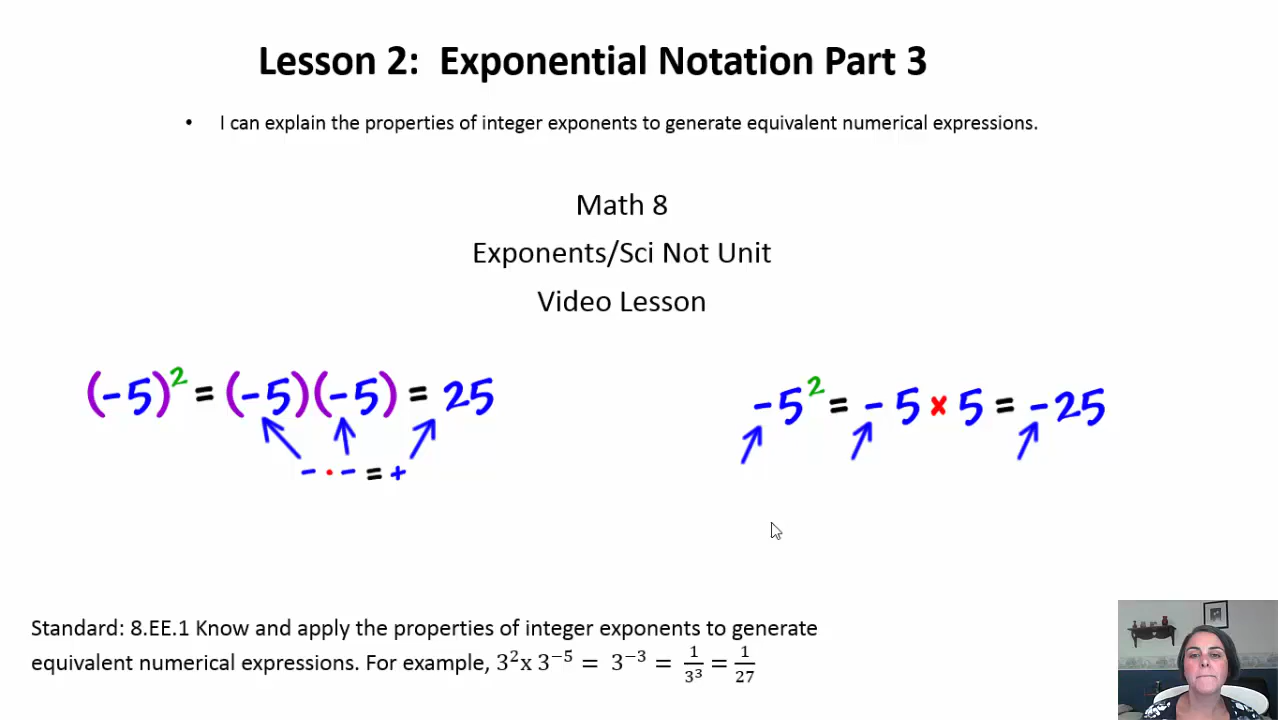 Lesson 2: Exponential Notation Part 3
• I can explain the properties of integer exponents to generate equivalent numerical expressions.
Math 8
Exponents/Sci Not Unit
Video Lesson
(-5)² = (-5)(-5) = 25
- · - = +
-5² = -5 × 5 = -25
Standard: 8.EE.1 Know and apply the properties of integer exponents to generate
equivalent numerical expressions. For example, 3²x 3⁻⁵ = 3⁻³ = 1/3³ = 1/27